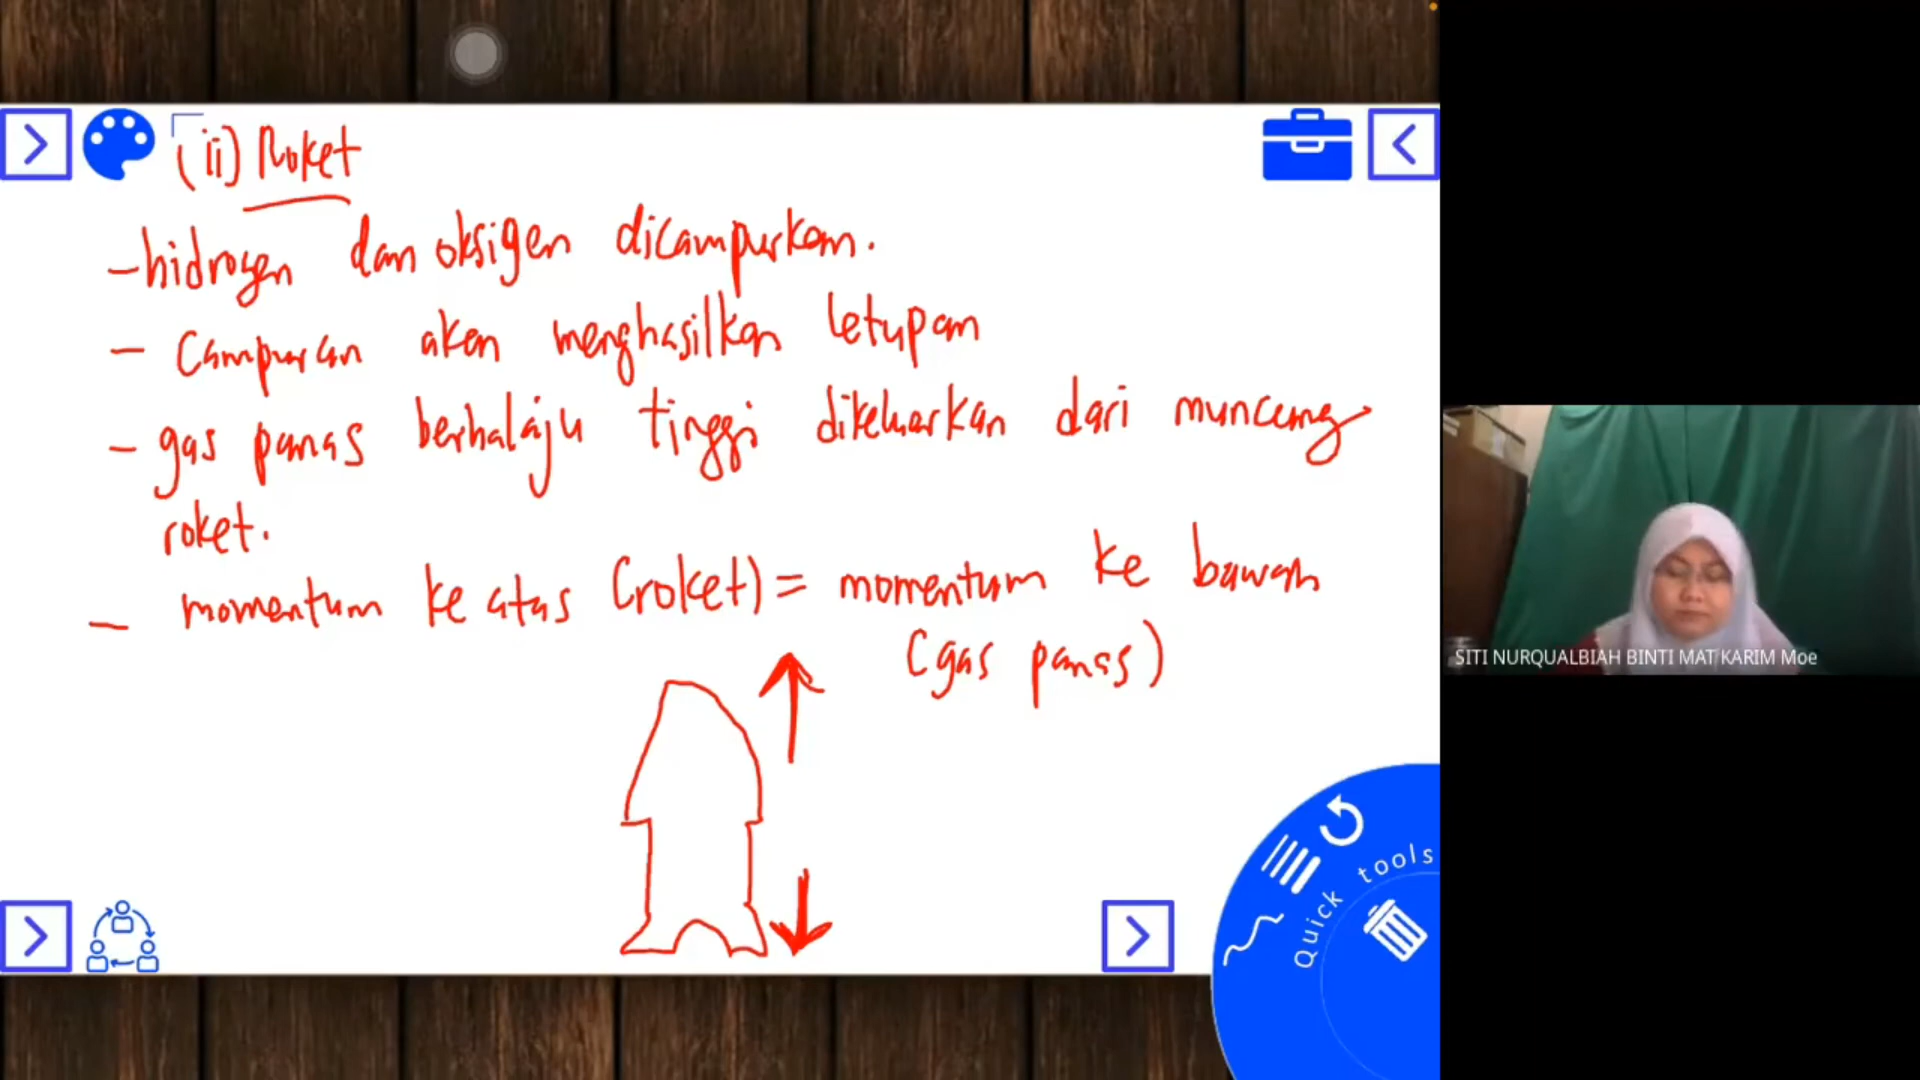 (ii) Roket
- hidrogen dan oksigen dicampurkan.
- Campuran akan menghasilkan letupan
- gas panas berhalaju tinggi dikeluarkan dari muncung
roket.
- momentum ke atas (roket) = momentum ke bawah
(gas panas)
SITI NURQUALBIAH BINTI MAT KARIM Moe
Quick tools